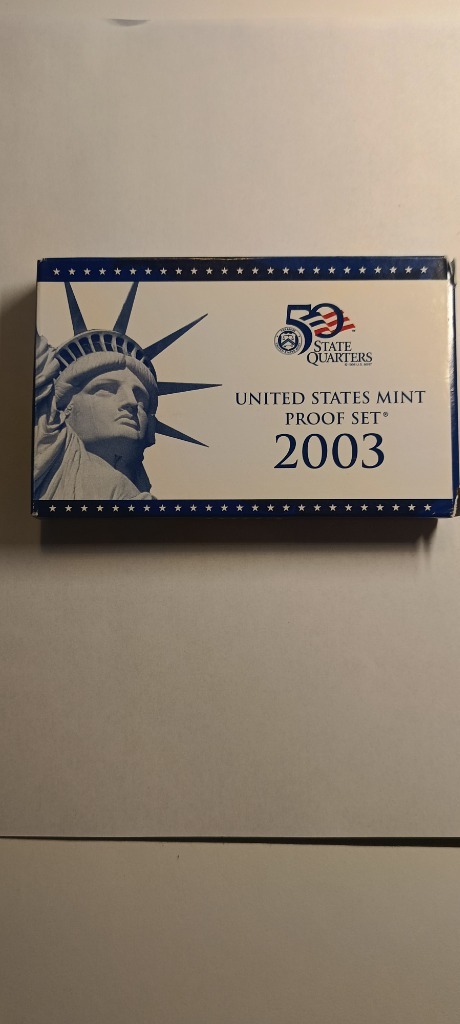 50
STATE
QUARTERS
UNITED STATES MINT
PROOF SET®
2003